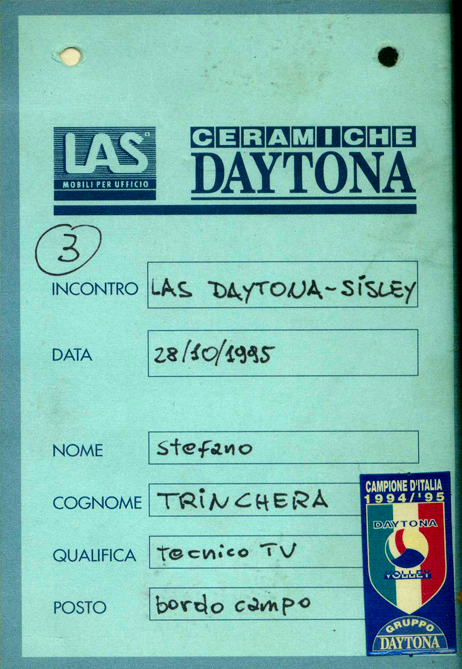 LAS
MOBILI PER UFFICIO
CERAMICHE
DAYTONA
3
INCONTRO LAS DAYTONA-SISLEY
DATA 28/10/1995
NOME Stefano
COGNOME TRINCHERA
QUALIFICA Tecnico TV
POSTO bordo campo
CAMPIONE D'ITALIA
1994/'95
DAYTONA
VOLLEY
GRUPPO
DAYTONA